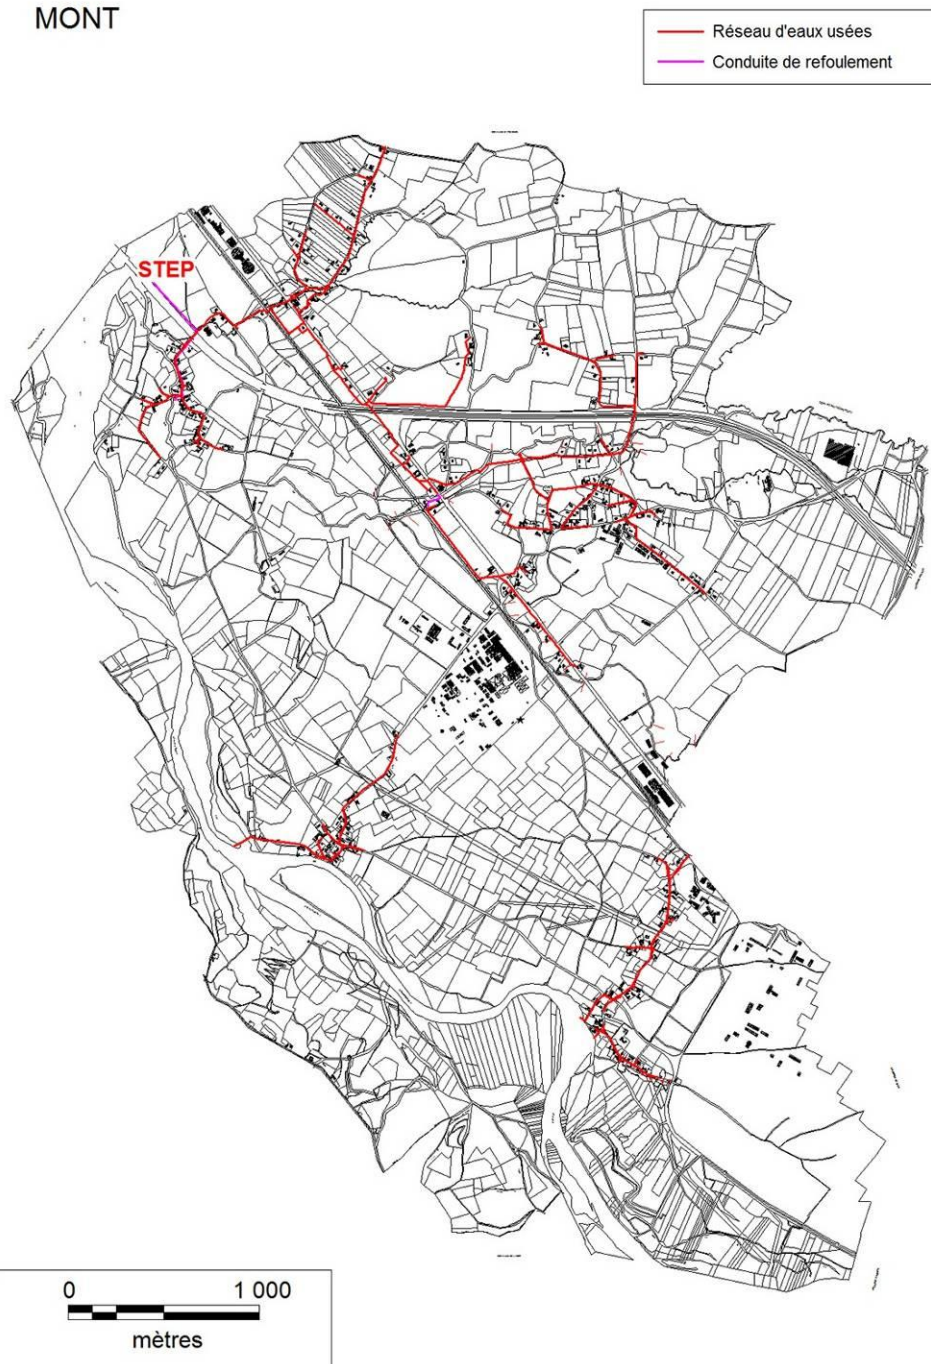 MONT
Réseau d'eaux usées
Conduite de refoulement
STEP
0 1 000
mètres